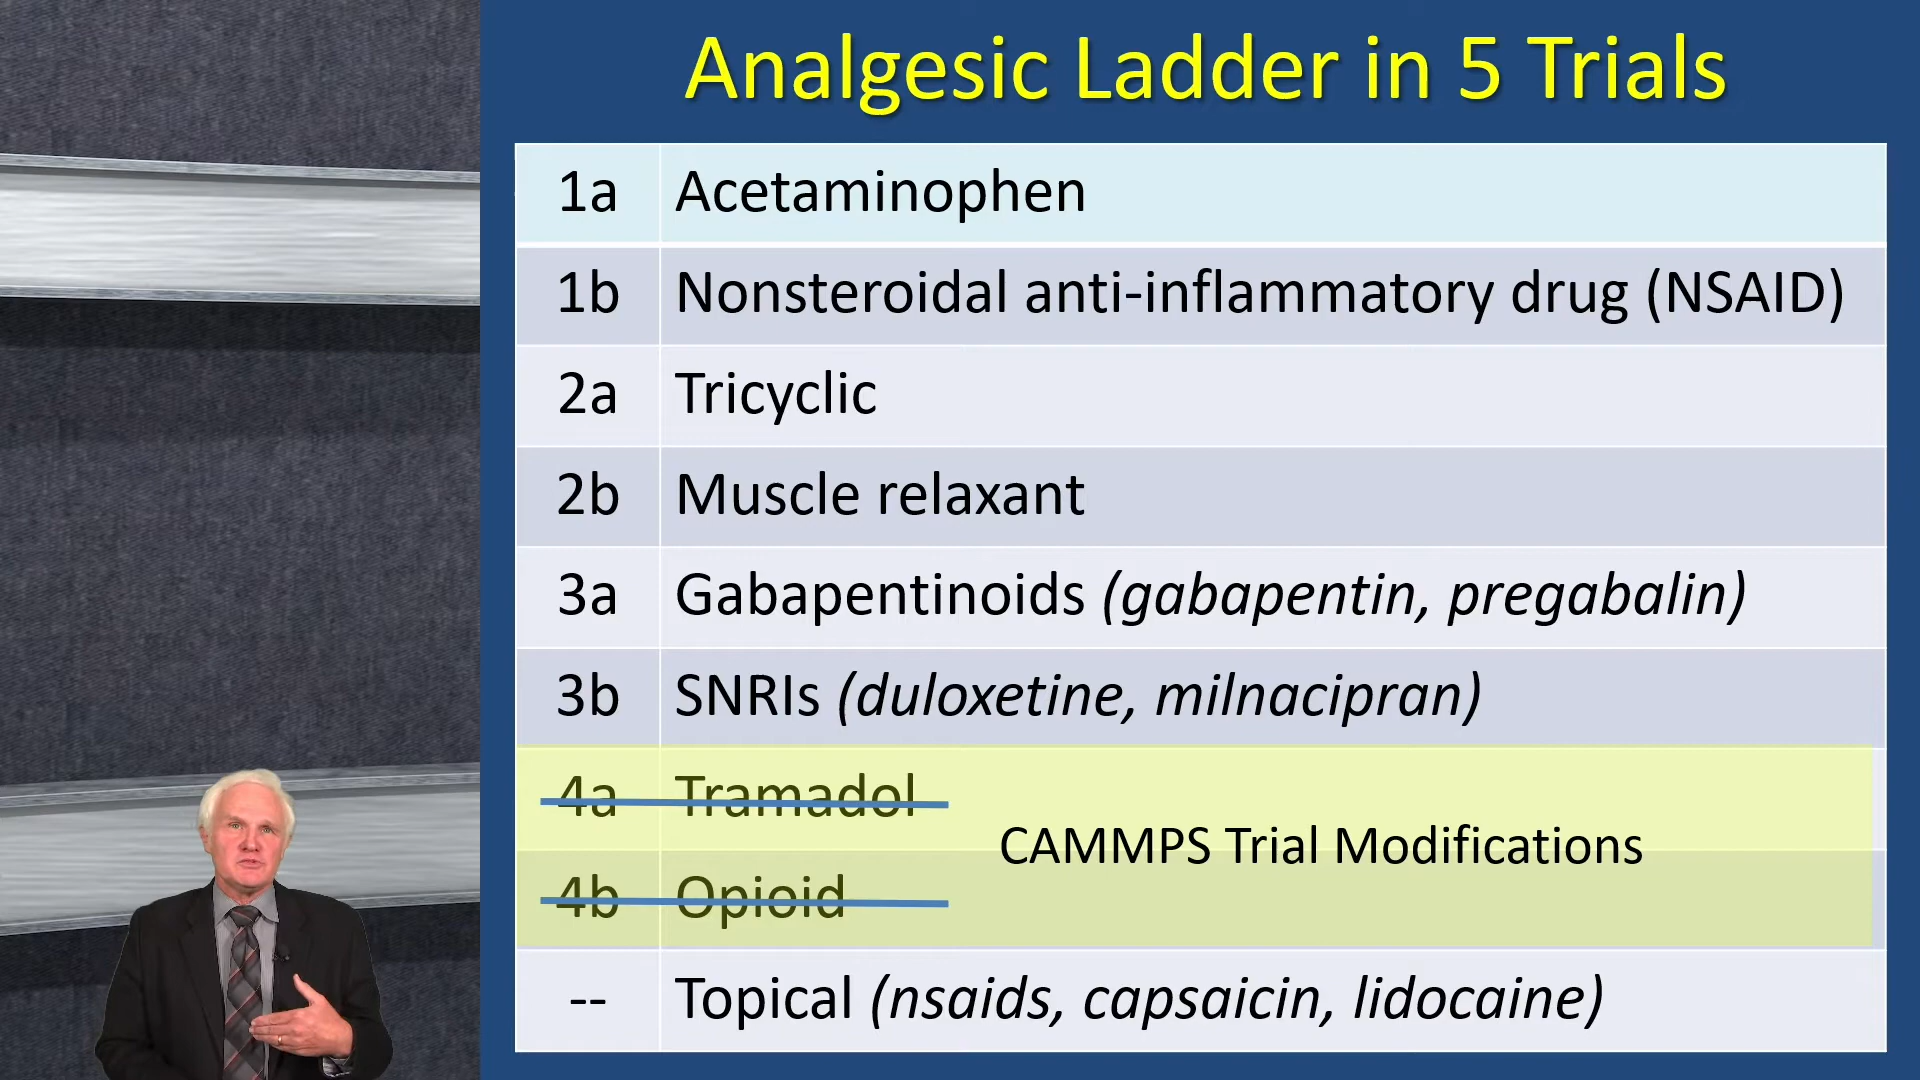 Analgesic Ladder in 5 Trials
1a Acetaminophen
1b Nonsteroidal anti-inflammatory drug (NSAID)
2a Tricyclic
2b Muscle relaxant
3a Gabapentinoids (gabapentin, pregabalin)
3b SNRIs (duloxetine, milnacipran)
4a Tramadol
CAMMPS Trial Modifications
4b Opioid
-- Topical (nsaids, capsaicin, lidocaine)